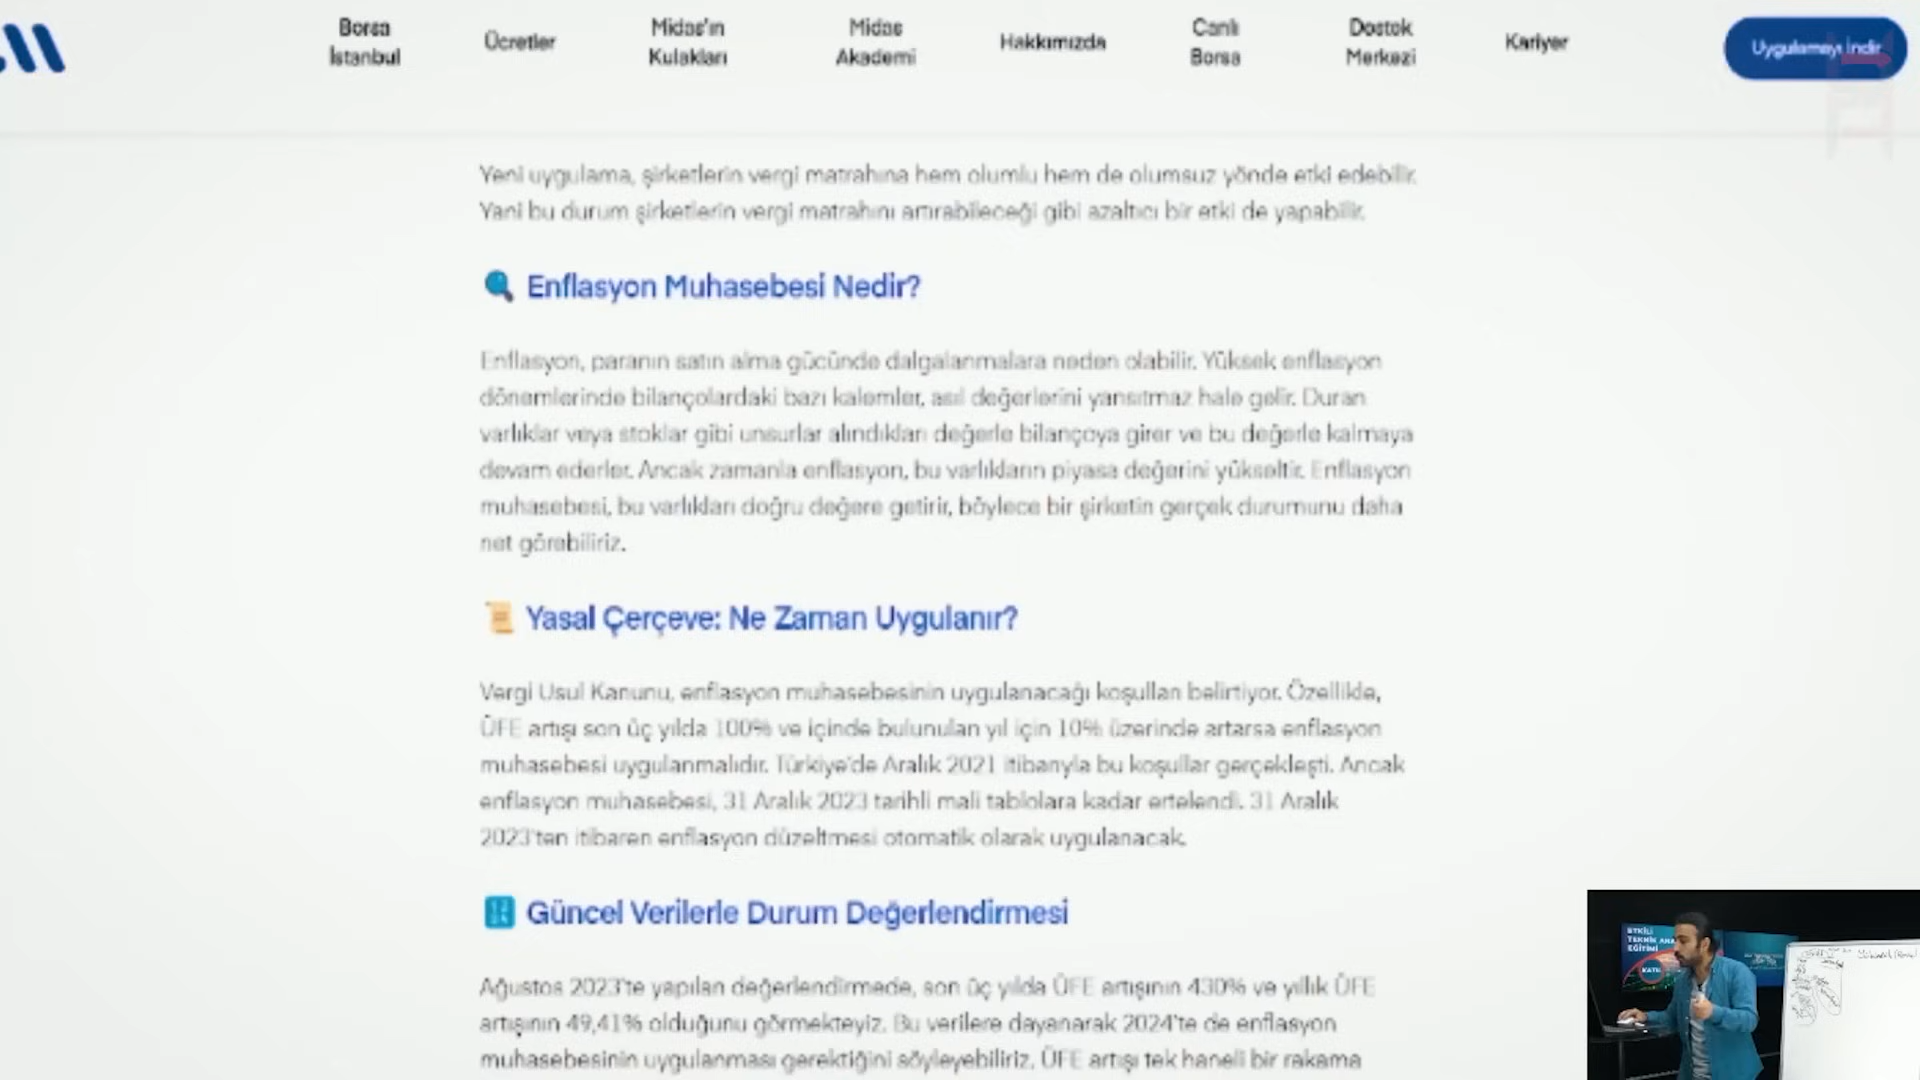 Borsa İstanbul
Ücretler
Midas'ın Kulakları
Midas Akademi
Hakkımızda
Canlı Borsa
Destek Merkezi
Kariyer
Uygulamayı İndir
Yeni uygulama, şirketlerin vergi matrahına hem olumlu hem de olumsuz yönde etki edebilir.
Yani bu durum şirketlerin vergi matrahını artırabileceği gibi azaltıcı bir etki de yapabilir.
Enflasyon Muhasebesi Nedir?
Enflasyon, paranın satın alma gücünde dalgalanmalara neden olabilir. Yüksek enflasyon
dönemlerinde bilançolardaki bazı kalemler, asıl değerlerini yansıtmaz hale gelir. Duran
varlıklar veya stoklar gibi unsurlar alındıkları değerle bilançoya girer ve bu değerle kalmaya
devam ederler. Ancak zamanla enflasyon, bu varlıkların piyasa değerini yükseltir. Enflasyon
muhasebesi, bu varlıkları doğru değere getirir, böylece bir şirketin gerçek durumunu daha
net görebiliriz.
Yasal Çerçeve: Ne Zaman Uygulanır?
Vergi Usul Kanunu, enflasyon muhasebesinin uygulanacağı koşulları belirtiyor. Özellikle,
ÜFE artışı son üç yılda 100% ve içinde bulunulan yıl için 10% üzerinde artarsa enflasyon
muhasebesi uygulanmalıdır. Türkiye'de Aralık 2021 itibarıyla bu koşullar gerçekleşti. Ancak
enflasyon muhasebesi, 31 Aralık 2023 tarihli mali tablolara kadar ertelendi. 31 Aralık
2023'ten itibaren enflasyon düzeltmesi otomatik olarak uygulanacak.
Güncel Verilerle Durum Değerlendirmesi
Ağustos 2023'te yapılan değerlendirmede, son üç yılda ÜFE artışının 430% ve yıllık ÜFE
artışının 49,41% olduğunu görmekteyiz. Bu verilere dayanarak 2024'te de enflasyon
muhasebesinin uygulanması gerektiğini söyleyebiliriz. ÜFE artışı tek haneli bir rakama
ETKİLİ
TEKNİK ANA
EĞİTİMİ
KATIL